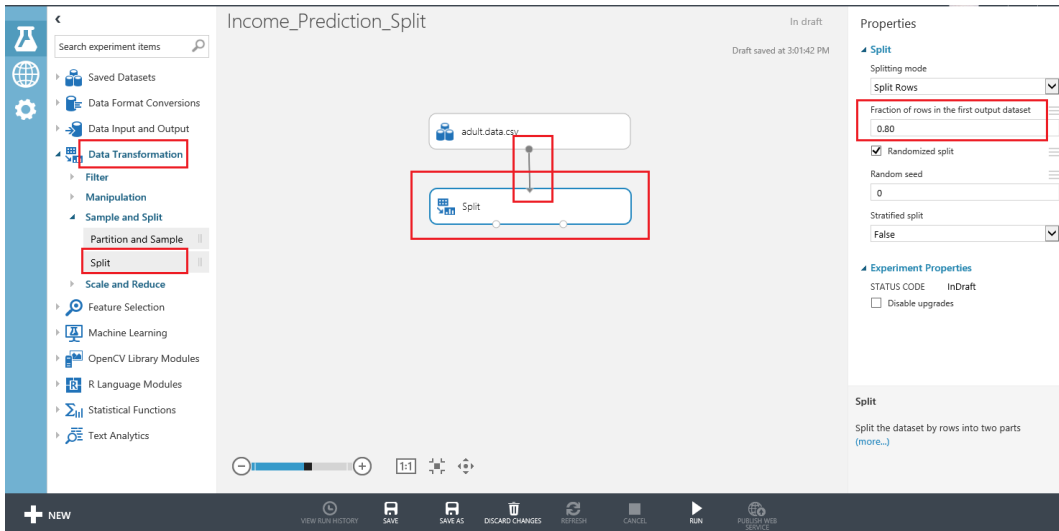 Income_Prediction_Split
In draft
Draft saved at 3:01:42 PM
Search experiment items
Saved Datasets
Data Format Conversions
Data Input and Output
Data Transformation
Filter
Manipulation
Sample and Split
Partition and Sample
Split
Scale and Reduce
Feature Selection
Machine Learning
OpenCV Library Modules
R Language Modules
Statistical Functions
Text Analytics
adult.data.csv
Split
1:1
Properties
Split
Splitting mode
Split Rows
Fraction of rows in the first output dataset
0.80
Randomized split
Random seed
0
Stratified split
False
Experiment Properties
STATUS CODE InDraft
Disable upgrades
Split
Split the dataset by rows into two parts
(more...)
NEW
VIEW RUN HISTORY
SAVE
SAVE AS
DISCARD CHANGES
REFRESH
CANCEL
RUN
PUBLISH WEB
SERVICE